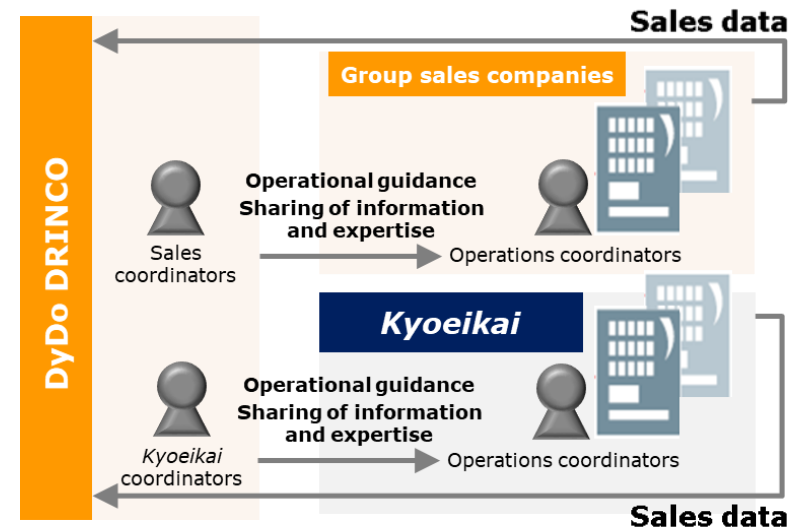 Sales data
Group sales companies
DyDo DRINCO
Operational guidance
Sharing of information
and expertise
Sales
coordinators
Operations coordinators
Kyoeikai
Operational guidance
Sharing of information
and expertise
Kyoeikai
coordinators
Operations coordinators
Sales data